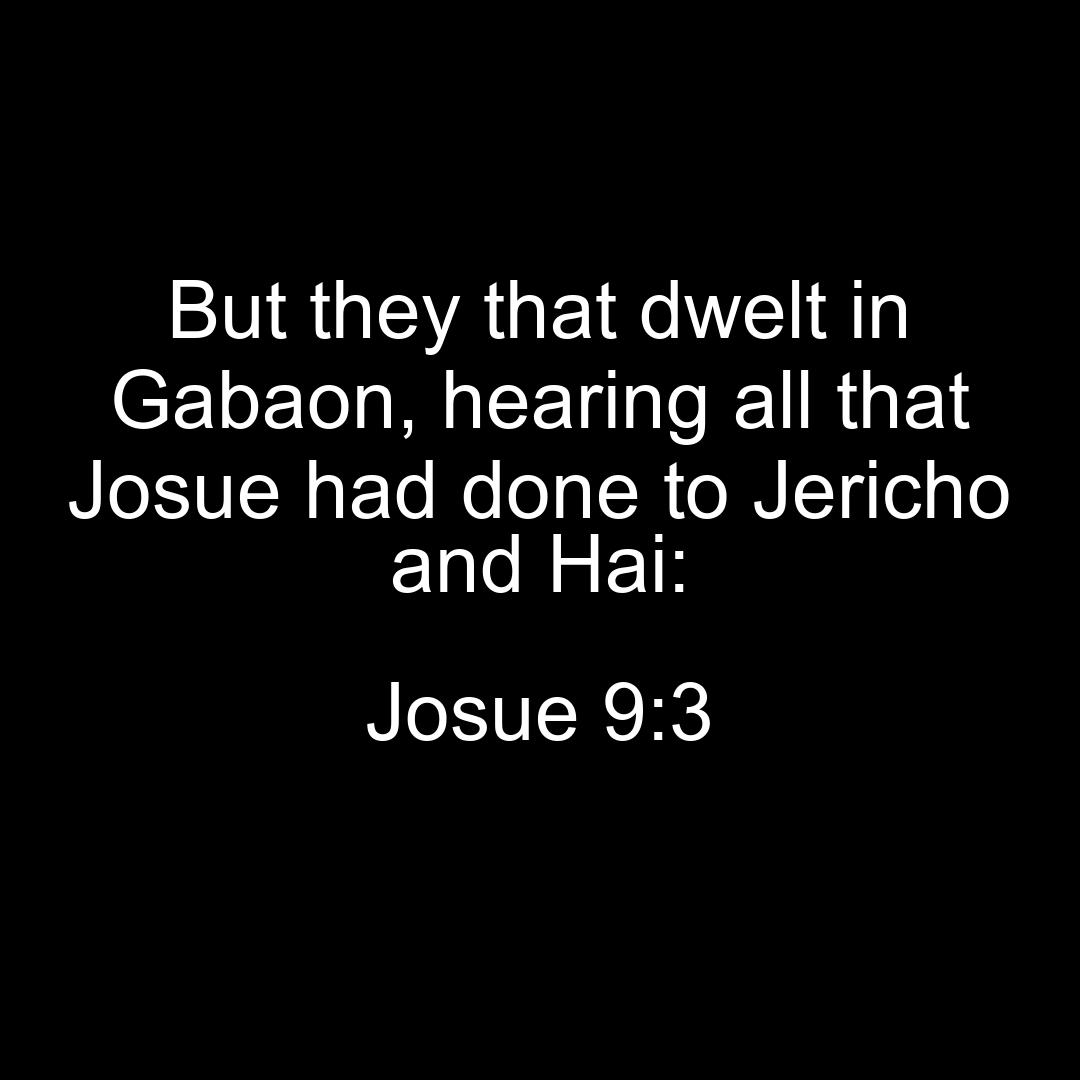 But they that dwelt in
Gabaon, hearing all that
Josue had done to Jericho
and Hai:
Josue 9:3